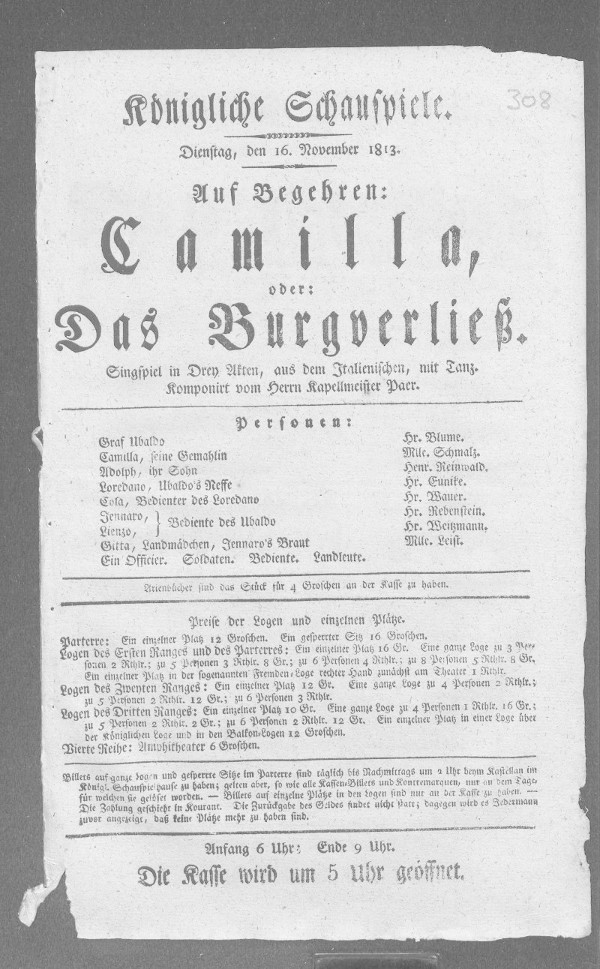 308
Königliche Schauspiele.
Dienstag, den 16. November 1813.
Auf Begehren:
Camilla,
oder:
Das Burgverließ.
Singspiel in Drey Akten, aus dem Italienischen, mit Tanz.
Komponirt vom Herrn Kapellmeister Paer.
Personen:
Graf Ubaldo Hr. Blume.
Camilla, seine Gemahlin Mlle. Schmalz.
Adolph, ihr Sohn Henr. Reinwald.
Loredano, Ubaldo's Neffe Hr. Eunike.
Cola, Bedienter des Loredano Hr. Wauer.
Jennaro, } Bediente des Ubaldo Hr. Rebenstein.
Lienzo, Hr. Weitzmann.
Gitta, Landmädchen, Jennaro's Braut Mlle. Leist.
Ein Officier. Soldaten. Bediente. Landleute.
Arienbücher sind das Stück für 4 Groschen an der Kasse zu haben.
Preise der Logen und einzelnen Plätze.
Parterre: Ein einzelner Platz 12 Groschen. Ein gesperrter Sitz 16 Groschen.
Logen des Ersten Ranges und des Parterres: Ein einzelner Platz 16 Gr. Eine ganze Loge zu 3 Per-
sonen 2 Rthlr.; zu 5 Personen 3 Rthlr. 8 Gr.; zu 6 Personen 4 Rthlr.; zu 8 Personen 5 Rthlr. 8 Gr.
Ein einzelner Platz in der sogenannten Fremden-Loge rechter Hand zunächst am Theater 1 Rthlr.
Logen des Zweyten Ranges: Ein einzelner Platz 12 Gr. Eine ganze Loge zu 4 Personen 2 Rthlr.;
zu 5 Personen 2 Rthlr. 12 Gr.; zu 6 Personen 3 Rthlr.
Logen des Dritten Ranges: Ein einzelner Platz 10 Gr. Eine ganze Loge zu 4 Personen 1 Rthlr. 16 Gr.;
zu 5 Personen 2 Rthlr. 2 Gr.; zu 6 Personen 2 Rthlr. 12 Gr. Ein einzelner Platz in einer Loge über
der Königlichen Loge und in den Balkon-Logen 12 Groschen.
Vierte Reihe: Amphitheater 6 Groschen.
Billets auf ganze Logen und gesperrte Sitze im Parterre sind täglich bis Nachmittags um 2 Uhr beym Kastellan im
Königl. Schauspielhause zu haben; gelten aber, so wie alle Kassen-Billets und Kontremarquen, nur an dem Tage
für welchen sie gelöset worden. — Billets auf einzelne Plätze in den Logen sind nur an der Kasse zu haben. —
Die Zahlung geschieht in Kourant. Die Zurückgabe des Geldes findet nicht statt; dagegen wird es Jedermann
zuvor angezeigt, daß keine Plätze mehr zu haben sind.
Anfang 6 Uhr; Ende 9 Uhr.
Die Kasse wird um 5 Uhr geöffnet.